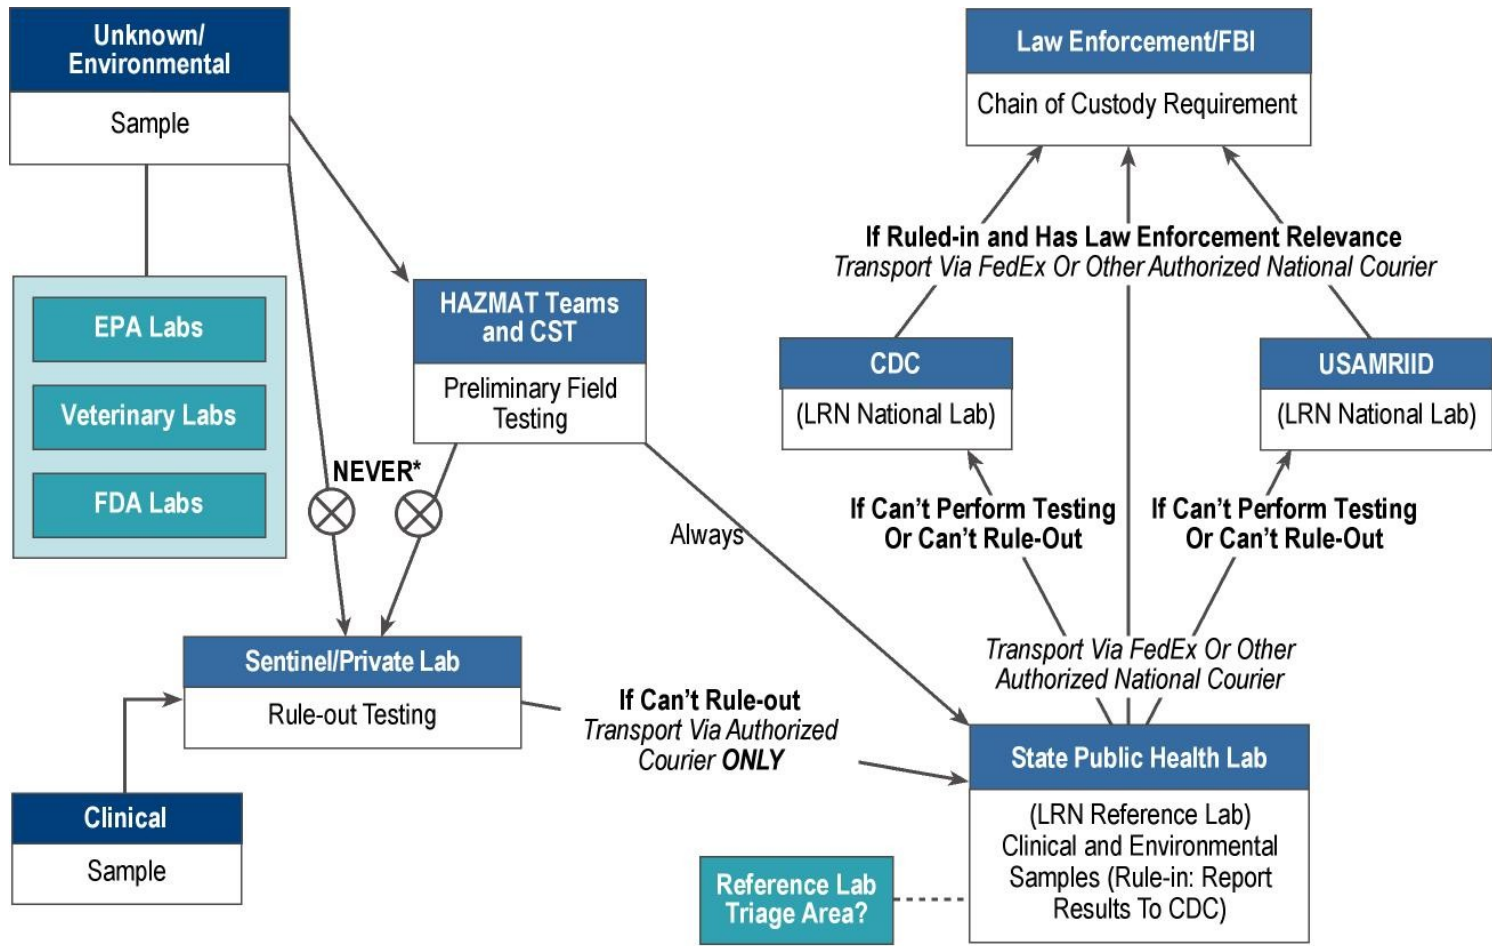 Unknown/
Environmental
Sample
Law Enforcement/FBI
Chain of Custody Requirement
If Ruled-in and Has Law Enforcement Relevance
Transport Via FedEx Or Other Authorized National Courier
EPA Labs
Veterinary Labs
FDA Labs
HAZMAT Teams
and CST
Preliminary Field
Testing
CDC
(LRN National Lab)
USAMRIID
(LRN National Lab)
NEVER*
Always
If Can't Perform Testing
Or Can't Rule-Out
If Can't Perform Testing
Or Can't Rule-Out
Sentinel/Private Lab
Rule-out Testing
If Can't Rule-out
Transport Via Authorized
Courier ONLY
Transport Via FedEx Or Other
Authorized National Courier
Clinical
Sample
State Public Health Lab
(LRN Reference Lab)
Clinical and Environmental
Samples (Rule-in: Report
Results To CDC)
Reference Lab
Triage Area?